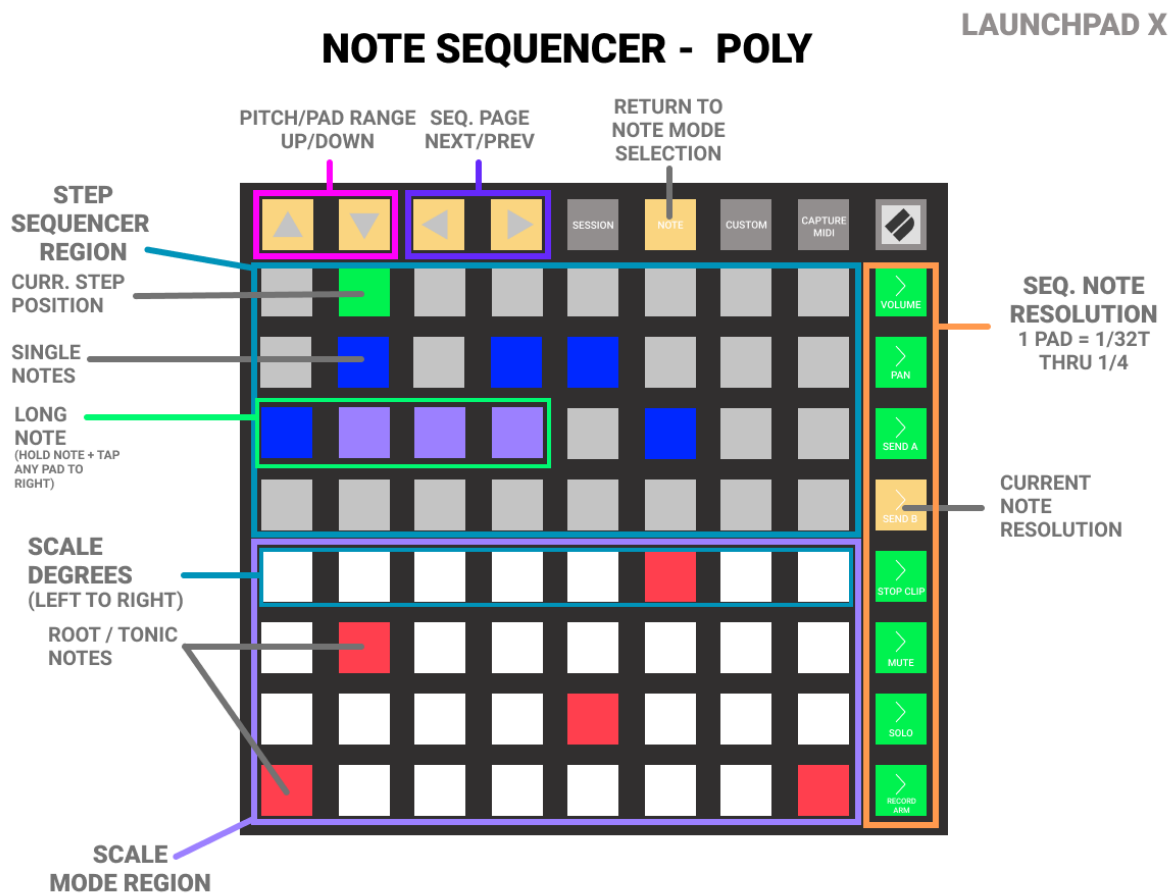 LAUNCHPAD X
NOTE SEQUENCER - POLY
PITCH/PAD RANGE
UP/DOWN
SEQ. PAGE
NEXT/PREV
RETURN TO
NOTE MODE
SELECTION
STEP
SEQUENCER
REGION
SESSION
NOTE
CUSTOM
CAPTURE
MIDI
CURR. STEP
POSITION
VOLUME
SEQ. NOTE
RESOLUTION
1 PAD = 1/32T
THRU 1/4
SINGLE
NOTES
PAN
LONG
NOTE
(HOLD NOTE + TAP
ANY PAD TO
RIGHT)
SEND A
SEND B
CURRENT
NOTE
RESOLUTION
SCALE
DEGREES
(LEFT TO RIGHT)
STOP CLIP
ROOT / TONIC
NOTES
MUTE
SOLO
RECORD
ARM
SCALE
MODE REGION